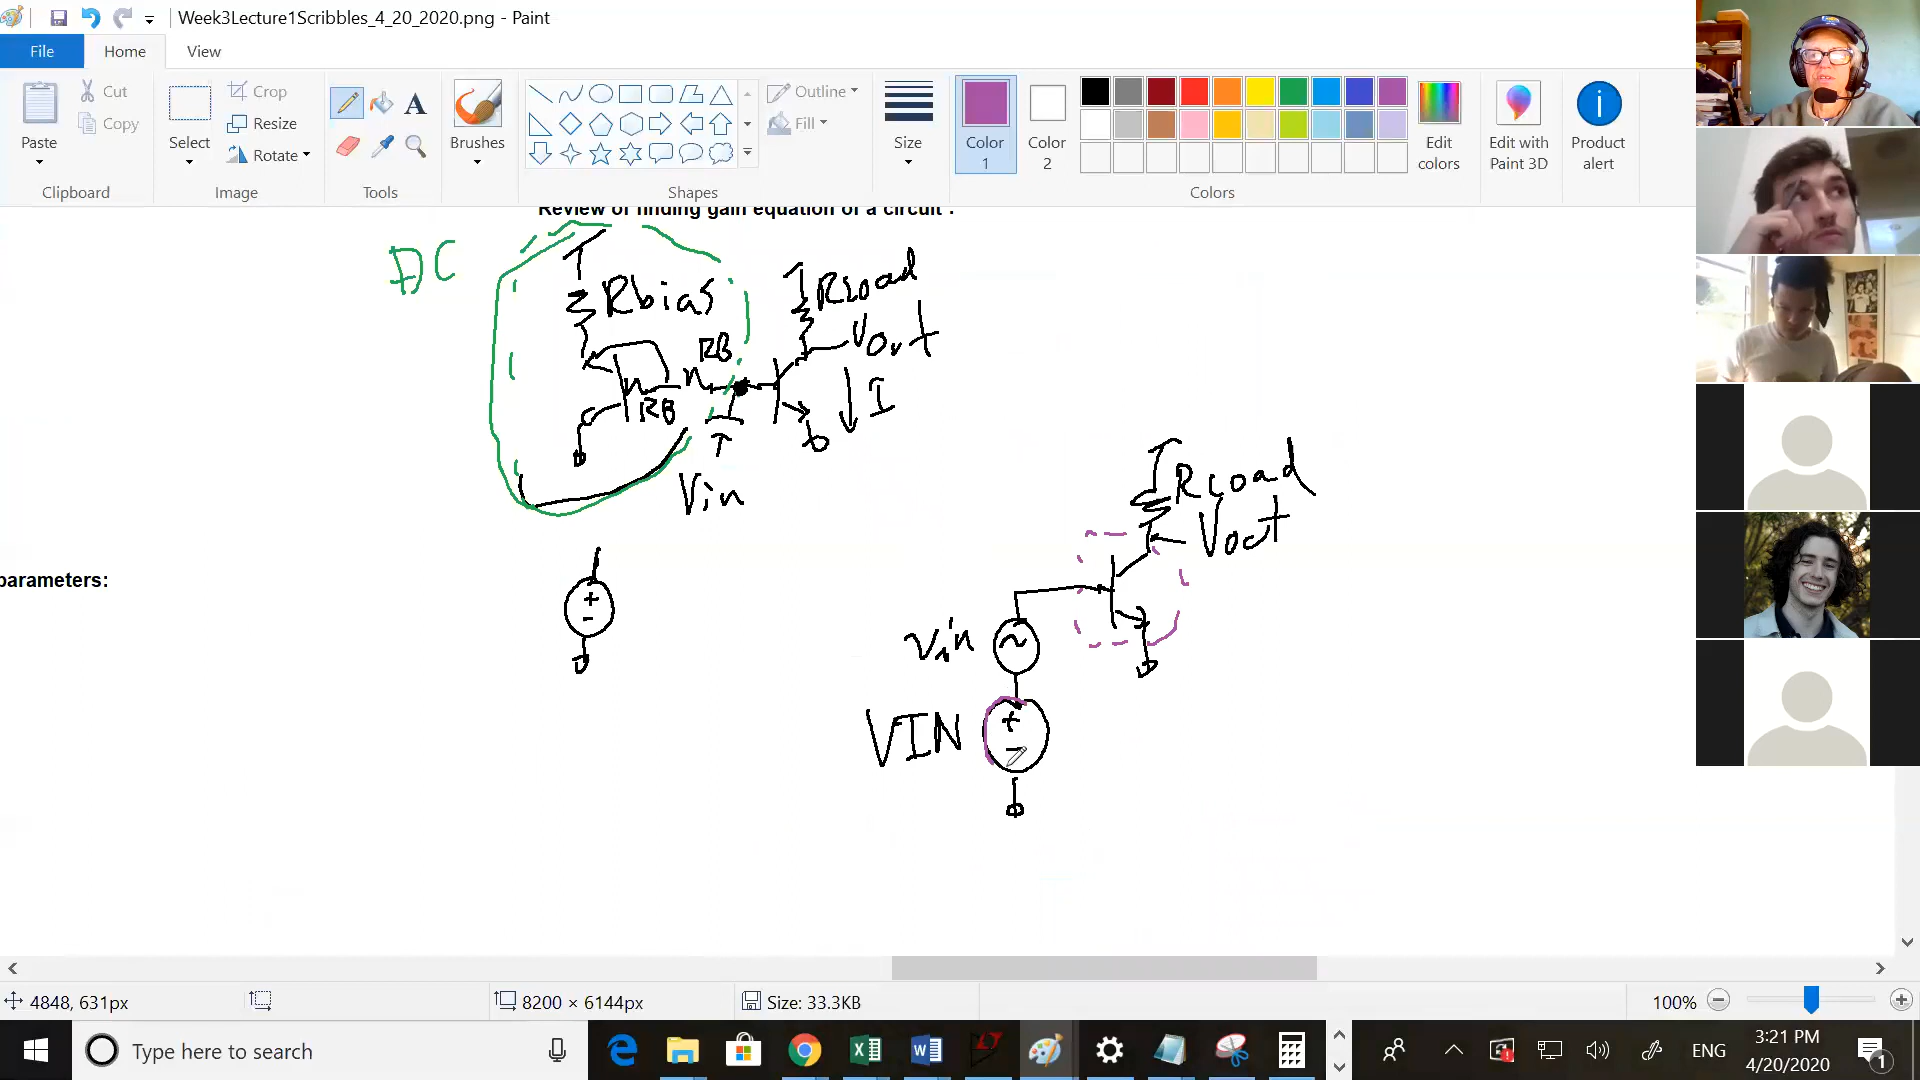 Week3Lecture1Scribbles_4_20_2020.png - Paint
File
Home
View
Paste
Cut
Copy
Clipboard
Select
Crop
Resize
Rotate
Image
A
Tools
Brushes
Shapes
Outline
Fill
Size
Color
1
Color
2
Colors
Edit
colors
Edit with
Paint 3D
Product
alert
Review of finding gain equation of a circuit :
DC
Rbias
RLoad
Vout
RB
RB
I
Vin
parameters:
+
-
RLoad
Vout
Vin
VIN
+
-
4848, 631px
8200 × 6144px
Size: 33.3KB
100%
Type here to search
ENG
3:21 PM
4/20/2020
1